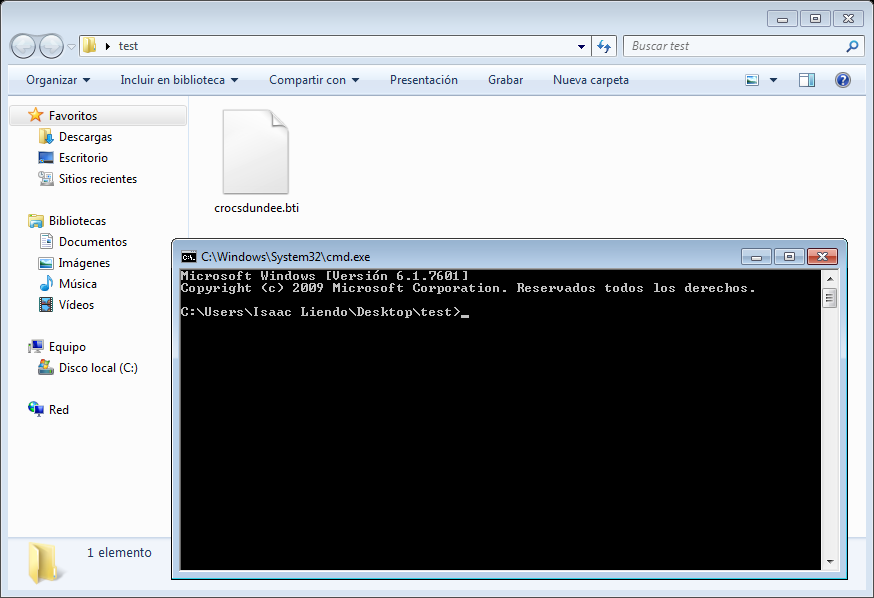 test
Buscar test
Organizar
Incluir en biblioteca
Compartir con
Presentación
Grabar
Nueva carpeta
Favoritos
Descargas
Escritorio
Sitios recientes
Bibliotecas
Documentos
Imágenes
Música
Vídeos
Equipo
Disco local (C:)
Red
crocsdundee.bti
C:\Windows\System32\cmd.exe
Microsoft Windows [Versión 6.1.7601]
Copyright (c) 2009 Microsoft Corporation. Reservados todos los derechos.
C:\Users\Isaac Liendo\Desktop\test>_
1 elemento